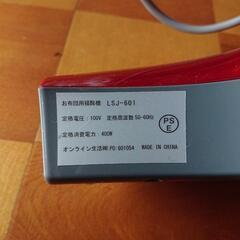 お布団用掃除機 LSJ-601
定格電圧：100V 定格周波数 50-60Hz
定格消費電力：400W
オンライン生活㈱ PO:601054 MADE IN CHINA
PS
E